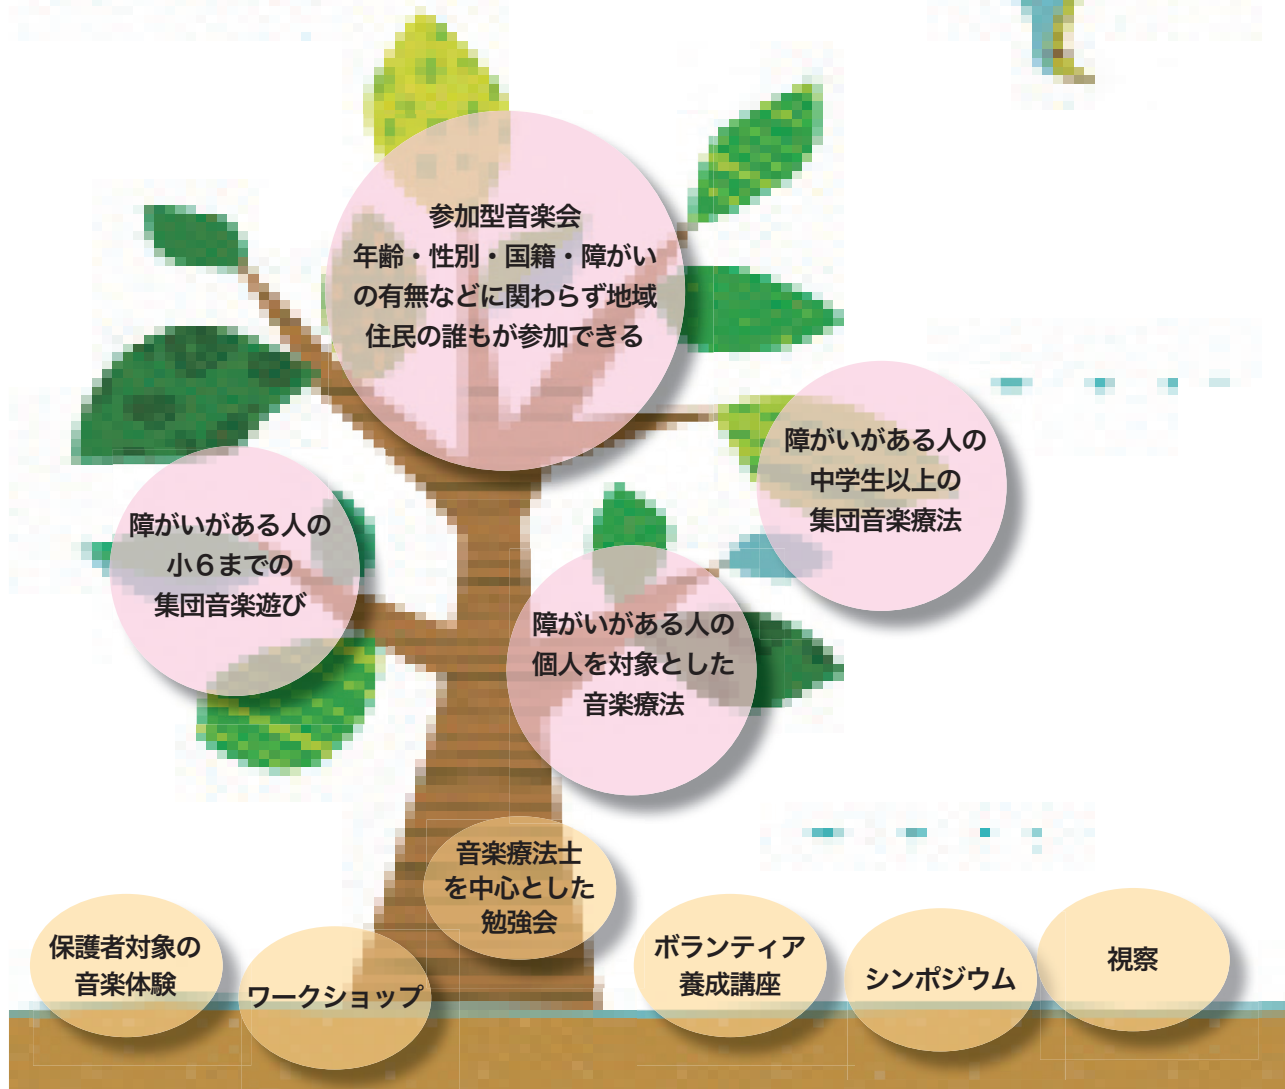 参加型音楽会
年齢・性別・国籍・障がい
の有無などに関わらず地域
住民の誰もが参加できる
障がいがある人の
中学生以上の
集団音楽療法
障がいがある人の
小6までの
集団音楽遊び
障がいがある人の
個人を対象とした
音楽療法
音楽療法士
を中心とした
勉強会
保護者対象の
音楽体験
ワークショップ
ボランティア
養成講座
シンポジウム
視察